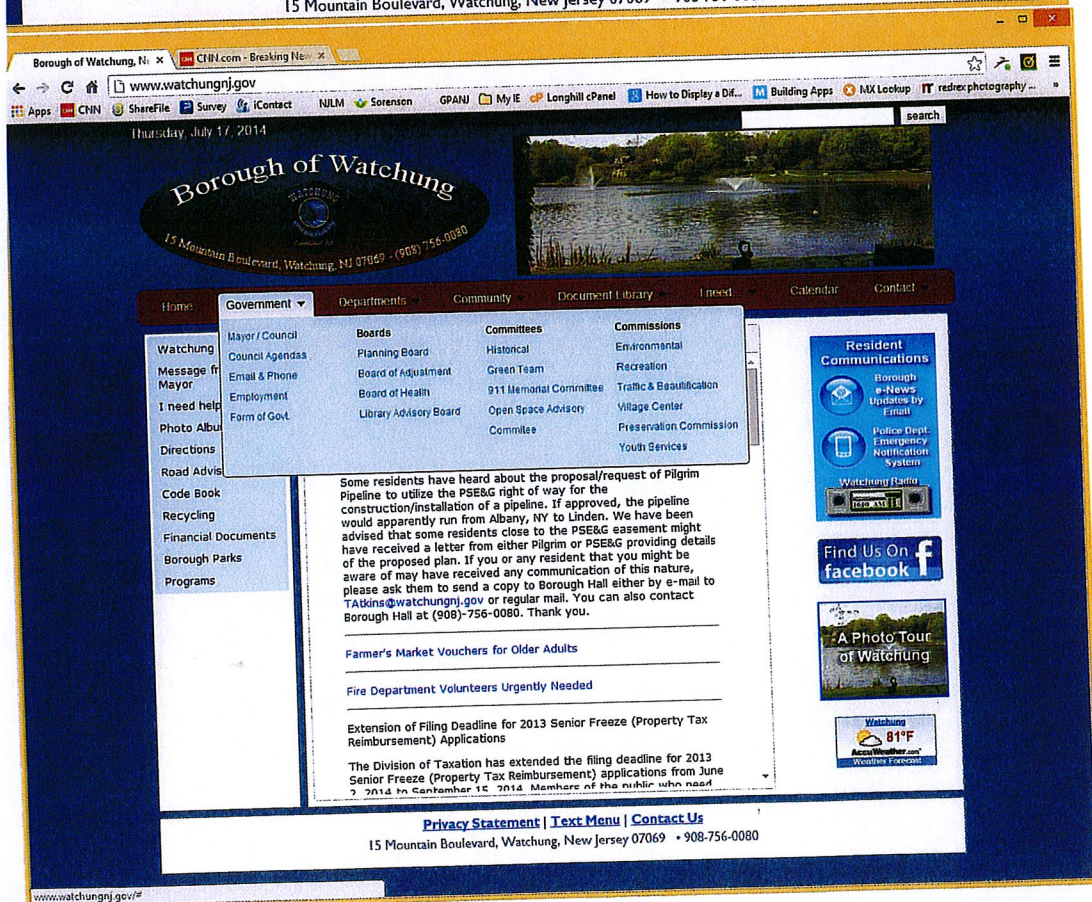 15 Mountain Boulevard, Watchung, New Jersey 07069
Borough of Watchung, N
CNN.com - Breaking New
www.watchungnj.gov
Apps CNN ShareFile Survey iContact NJLM Sorenson GPANJ My IE Longhill cPanel How to Display a Dif... Building Apps MX Lookup redrex photography ... »
Thursday, July 17, 2014
search
Borough of Watchung
WATCHUNG
15 Mountain Boulevard, Watchung, NJ 07069 - (908) 756-0080
Home Government Departments Community Document Library I need... Calendar Contact
Mayor / Council
Council Agendas
Email & Phone
Employment
Form of Govt.
Boards
Planning Board
Board of Adjustment
Board of Health
Library Advisory Board
Committees
Historical
Green Team
911 Memorial Committee
Open Space Advisory
Commitee
Commissions
Environmental
Recreation
Traffic & Beautification
Village Center
Preservation Commission
Youth Services
Watchung
Message fr
Mayor
I need help
Photo Albu
Directions
Road Advis
Code Book
Recycling
Financial Documents
Borough Parks
Programs
Some residents have heard about the proposal/request of Pilgrim
Pipeline to utilize the PSE&G right of way for the
construction/installation of a pipeline. If approved, the pipeline
would apparently run from Albany, NY to Linden. We have been
advised that some residents close to the PSE&G easement might
have received a letter from either Pilgrim or PSE&G providing details
of the proposed plan. If you or any resident that you might be
aware of may have received any communication of this nature,
please ask them to send a copy to Borough Hall either by e-mail to
TAtkins@watchungnj.gov or regular mail. You can also contact
Borough Hall at (908)-756-0080. Thank you.
Farmer's Market Vouchers for Older Adults
Fire Department Volunteers Urgently Needed
Extension of Filing Deadline for 2013 Senior Freeze (Property Tax
Reimbursement) Applications
The Division of Taxation has extended the filing deadline for 2013
Senior Freeze (Property Tax Reimbursement) applications from June
2, 2014 to September 15, 2014. Members of the public who need
Resident
Communications
Borough
e-News
Updates by
Email
Police Dept.
Emergency
Notification
System
Watchung Radio
Find Us On
facebook
A Photo Tour
of Watchung
Watchung
81°F
AccuWeather.com
Weather Forecast
Privacy Statement | Text Menu | Contact Us
15 Mountain Boulevard, Watchung, New Jersey 07069 • 908-756-0080
www.watchungnj.gov/#